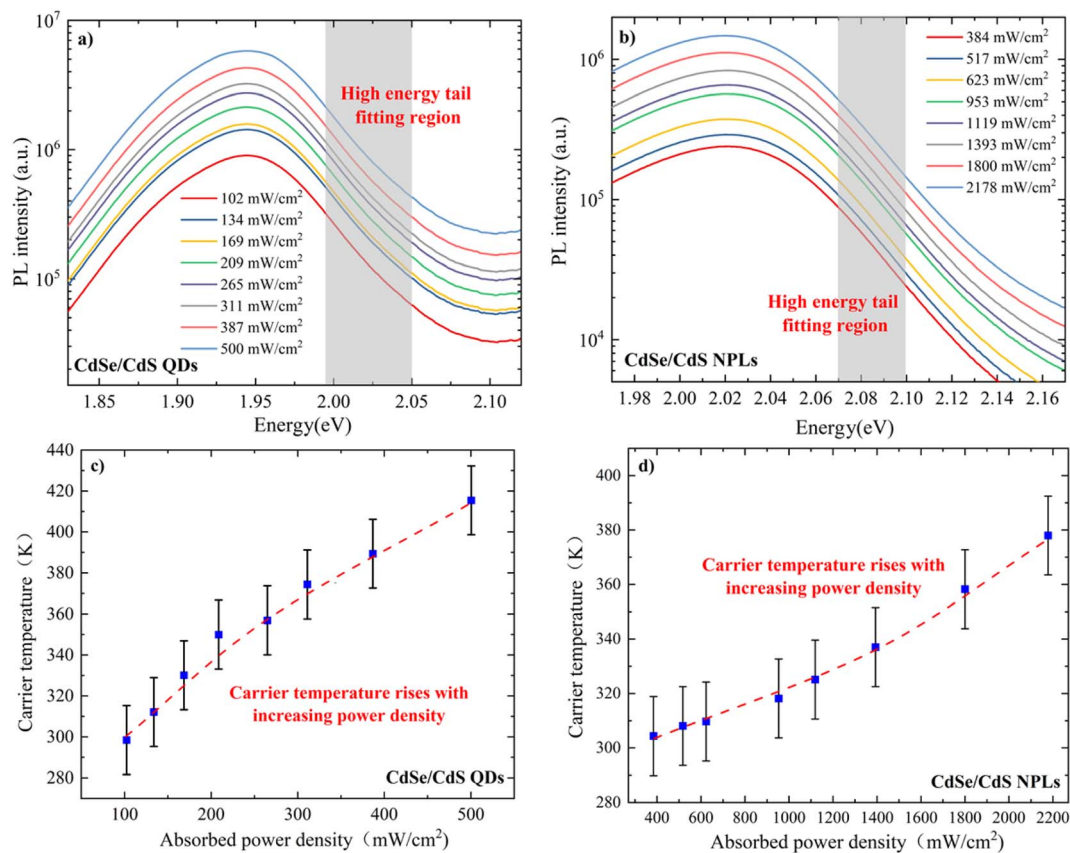 a)
High energy tail
fitting region
102 mW/cm²
134 mW/cm²
169 mW/cm²
209 mW/cm²
265 mW/cm²
311 mW/cm²
387 mW/cm²
500 mW/cm²
CdSe/CdS QDs
PL intensity (a.u.)
10⁷
10⁶
10⁵
1.85 1.90 1.95 2.00 2.05 2.10
Energy(eV)
b)
384 mW/cm²
517 mW/cm²
623 mW/cm²
953 mW/cm²
1119 mW/cm²
1393 mW/cm²
1800 mW/cm²
2178 mW/cm²
High energy tail
fitting region
CdSe/CdS NPLs
PL intensity (a.u.)
10⁶
10⁵
10⁴
1.98 2.00 2.02 2.04 2.06 2.08 2.10 2.12 2.14 2.16
Energy(eV)
c)
Carrier temperature rises with
increasing power density
CdSe/CdS QDs
Carrier temperature（K）
440
420
400
380
360
340
320
300
280
100 200 300 400 500
Absorbed power density（mW/cm²）
d)
Carrier temperature rises with
increasing power density
CdSe/CdS NPLs
Carrier temperature（K）
400
380
360
340
320
300
280
400 600 800 1000 1200 1400 1600 1800 2000 2200
Absorbed power density（mW/cm²）